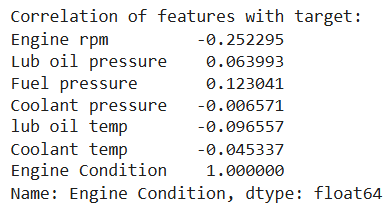 Correlation of features with target:
Engine rpm -0.252295
Lub oil pressure 0.063993
Fuel pressure 0.123041
Coolant pressure -0.006571
lub oil temp -0.096557
Coolant temp -0.045337
Engine Condition 1.000000
Name: Engine Condition, dtype: float64